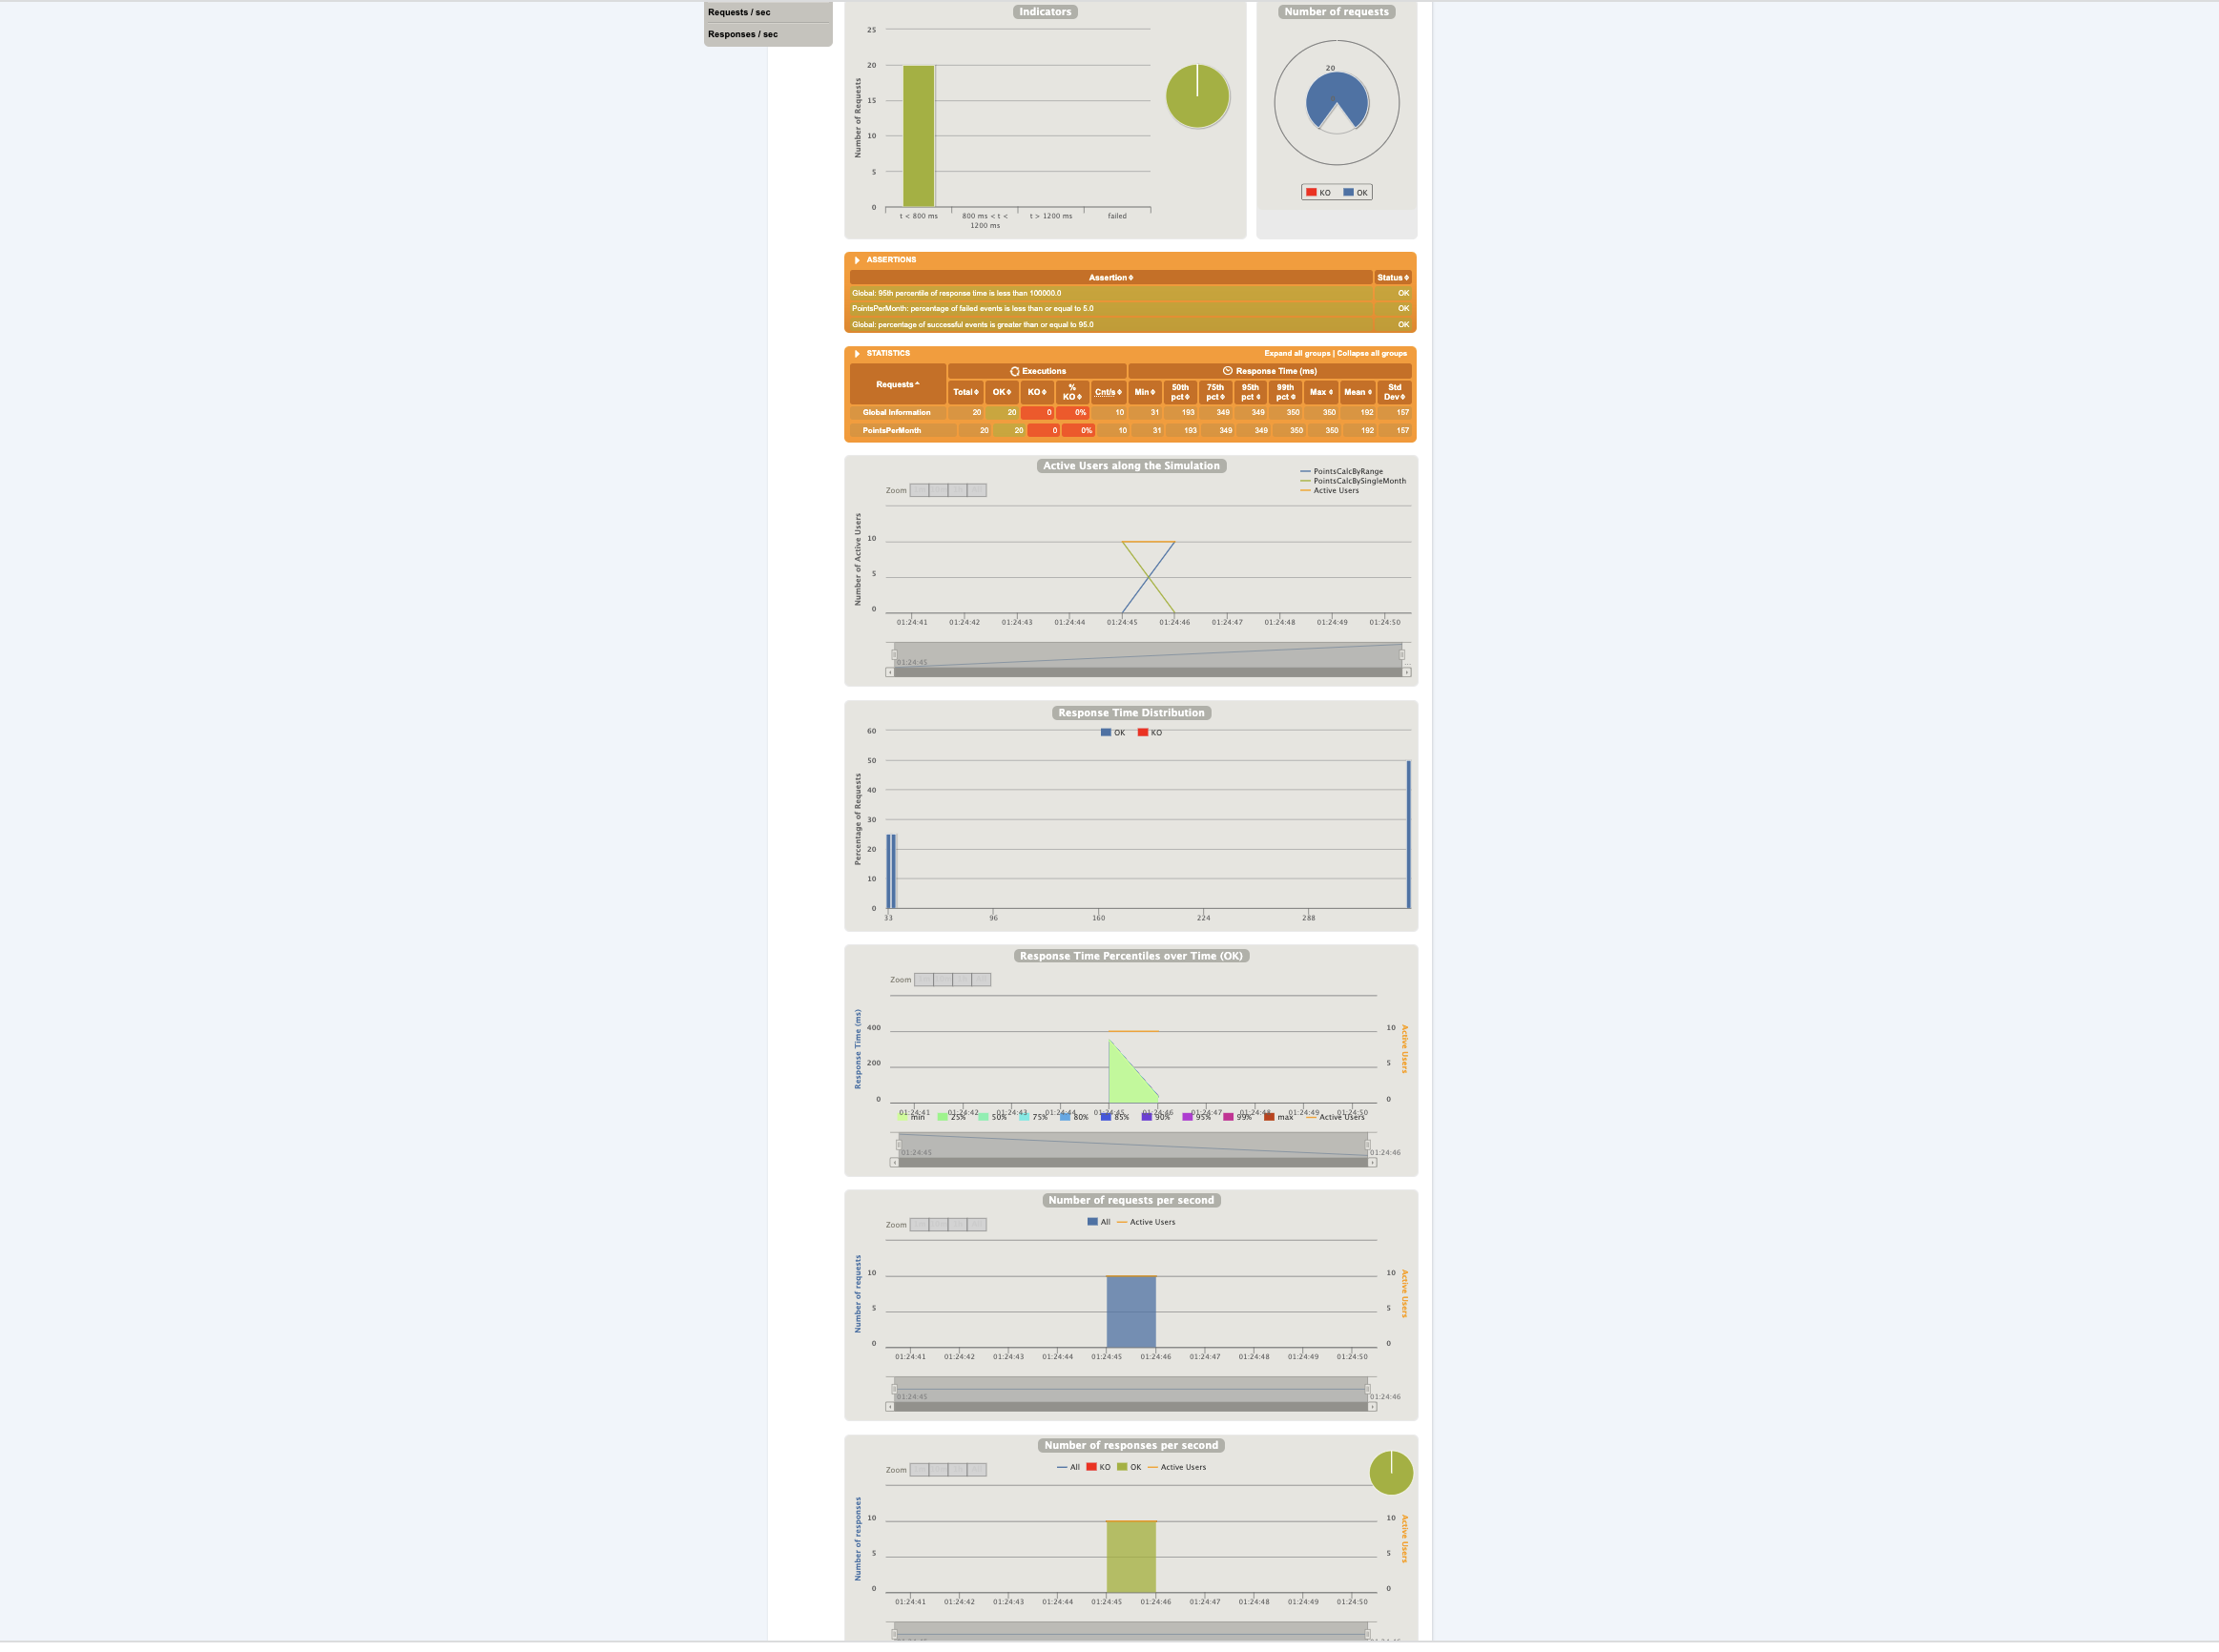 Requests / sec
Responses / sec
Indicators
Number of Requests
25
20
15
10
5
0
t < 800 ms
800 ms < t < 1200 ms
t > 1200 ms
failed
Number of requests
20
KO OK
ASSERTIONS
Assertion Status
Global: 95th percentile of response time is less than 100000.0 OK
PointsPerMonth: percentage of failed events is less than or equal to 5.0 OK
Global: percentage of successful events is greater than or equal to 95.0 OK
STATISTICS Expand all groups | Collapse all groups
Requests Executions Response Time (ms)
Total OK KO % KO Cnt/s Min 50th pct 75th pct 95th pct 99th pct Max Mean Std Dev
Global Information 20 20 0 0% 10 31 193 349 349 350 350 192 157
PointsPerMonth 20 20 0 0% 10 31 193 349 349 350 350 192 157
Active Users along the Simulation
PointsCalcByRange
PointsCalcBySingleMonth
Active Users
Zoom
Number of Active Users
10
5
0
01:24:41 01:24:42 01:24:43 01:24:44 01:24:45 01:24:46 01:24:47 01:24:48 01:24:49 01:24:50
01:24:45 ...
Response Time Distribution
OK KO
Percentage of Requests
60
50
40
30
20
10
0
33 96 160 224 288
Response Time Percentiles over Time (OK)
Zoom
Response Time (ms)
400
200
0
10
5
0
Active Users
01:24:41 01:24:42 01:24:43 01:24:44 01:24:45 01:24:46 01:24:47 01:24:48 01:24:49 01:24:50
min 25% 50% 75% 80% 85% 90% 95% 99% max Active Users
01:24:45 01:24:46
Number of requests per second
Zoom
All Active Users
Number of requests
10
5
0
10
5
0
Active Users
01:24:41 01:24:42 01:24:43 01:24:44 01:24:45 01:24:46 01:24:47 01:24:48 01:24:49 01:24:50
01:24:45 01:24:46
Number of responses per second
Zoom
All KO OK Active Users
Number of responses
10
5
0
10
5
0
Active Users
01:24:41 01:24:42 01:24:43 01:24:44 01:24:45 01:24:46 01:24:47 01:24:48 01:24:49 01:24:50